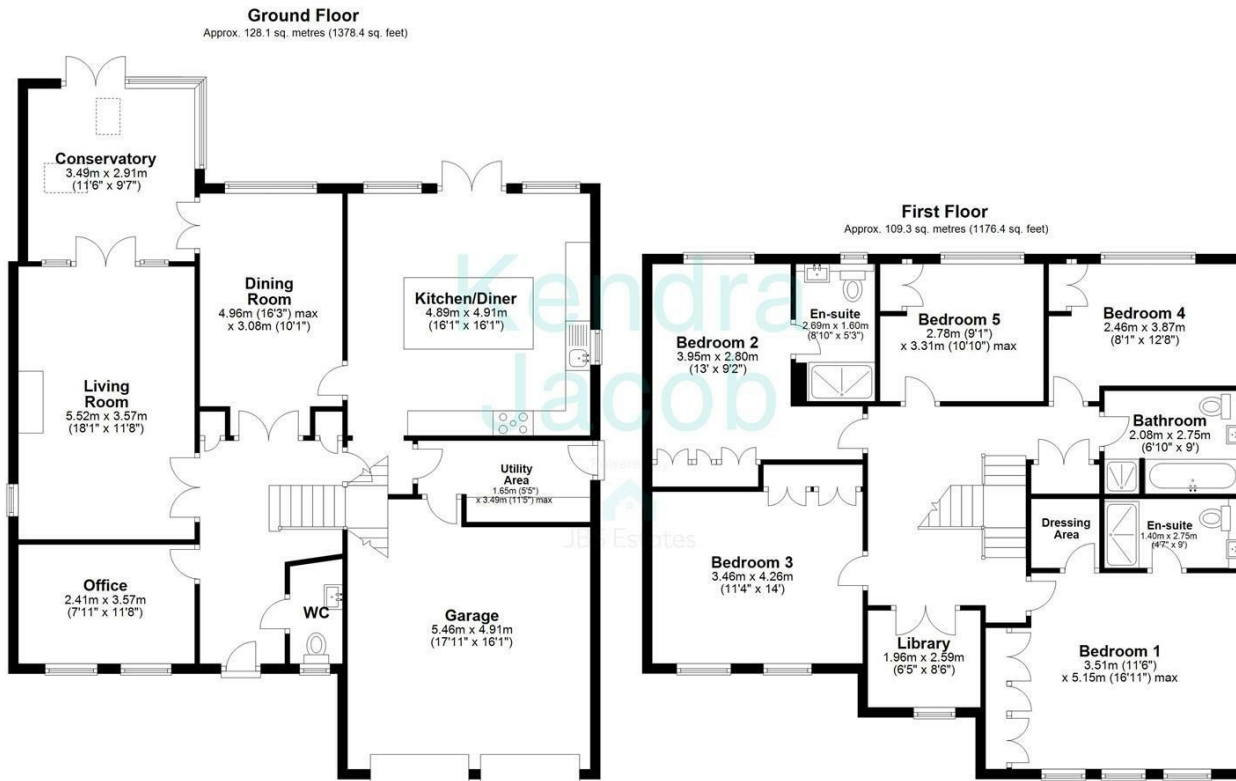 Ground Floor
Approx. 128.1 sq. metres (1378.4 sq. feet)
Conservatory
3.49m x 2.91m
(11'6" x 9'7")
Dining
Room
4.96m (16'3") max
x 3.08m (10'1")
Kitchen/Diner
4.89m x 4.91m
(16'1" x 16'1")
Living
Room
5.52m x 3.57m
(18'1" x 11'8")
Utility
Area
1.65m (5'5")
x 3.49m (11'5") max
Office
2.41m x 3.57m
(7'11" x 11'8")
WC
Garage
5.46m x 4.91m
(17'11" x 16'1")
First Floor
Approx. 109.3 sq. metres (1176.4 sq. feet)
Bedroom 2
3.95m x 2.80m
(13' x 9'2")
En-suite
2.69m x 1.60m
(8'10" x 5'3")
Bedroom 5
2.78m (9'1")
x 3.31m (10'10") max
Bedroom 4
2.46m x 3.87m
(8'1" x 12'8")
Bathroom
2.08m x 2.75m
(6'10" x 9')
Dressing
Area
En-suite
1.40m x 2.75m
(4'7" x 9')
Bedroom 3
3.46m x 4.26m
(11'4" x 14')
Library
1.96m x 2.59m
(6'5" x 8'6")
Bedroom 1
3.51m (11'6")
x 5.15m (16'11") max
Kendra
Jacob
Powered by
JBS Estates